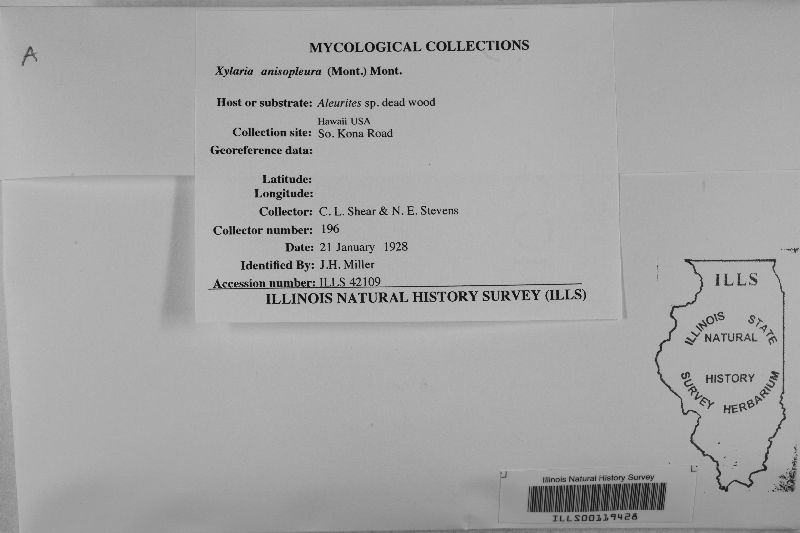 A
MYCOLOGICAL COLLECTIONS
Xylaria anisopleura (Mont.) Mont.
Host or substrate: Aleurites sp. dead wood
Hawaii USA
Collection site: So. Kona Road
Georeference data:
Latitude:
Longitude:
Collector: C. L. Shear & N. E. Stevens
Collector number: 196
Date: 21 January 1928
Identified By: J.H. Miller
Accession number: ILLS 42109
ILLINOIS NATURAL HISTORY SURVEY (ILLS)
ILLS
ILLINOIS STATE
NATURAL
HISTORY
SURVEY HERBARIUM
Illinois Natural History Survey
ILLS00119428